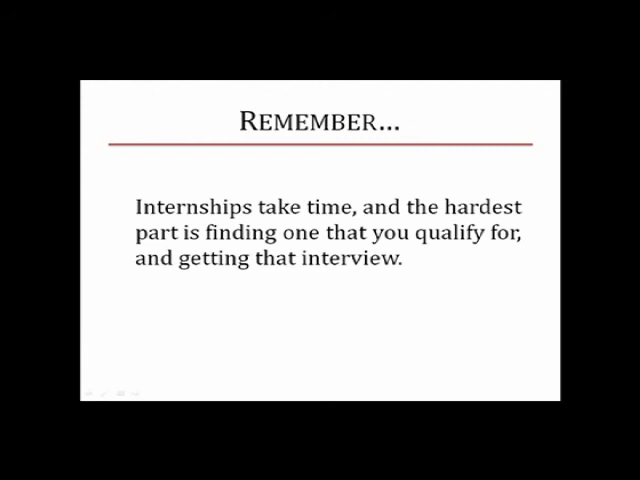 REMEMBER...
Internships take time, and the hardest
part is finding one that you qualify for,
and getting that interview.